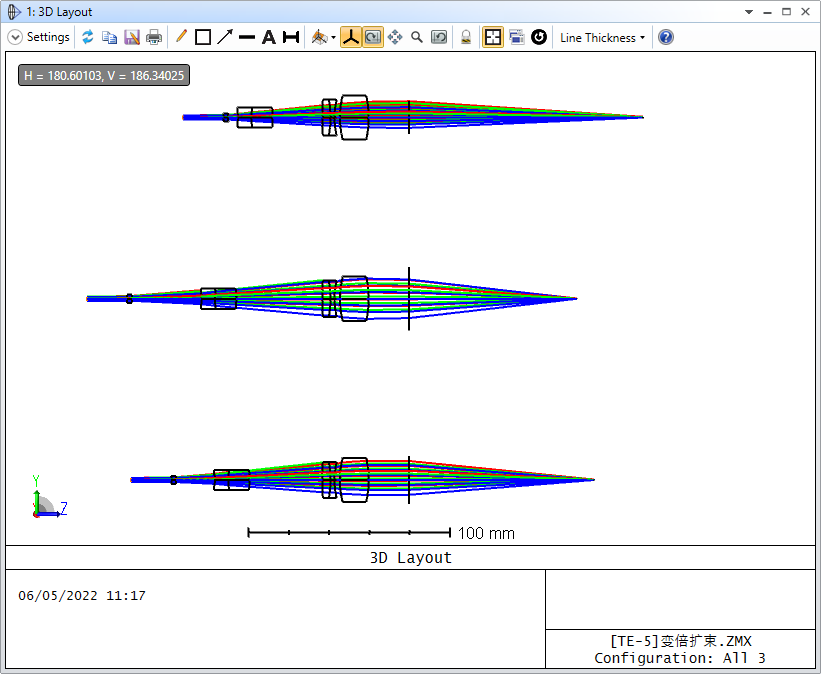 1: 3D Layout
Settings
A
Line Thickness
?
H = 180.60103, V = 186.34025
Y
Z
100 mm
3D Layout
06/05/2022 11:17
[TE-5]变倍扩束.ZMX
Configuration: All 3